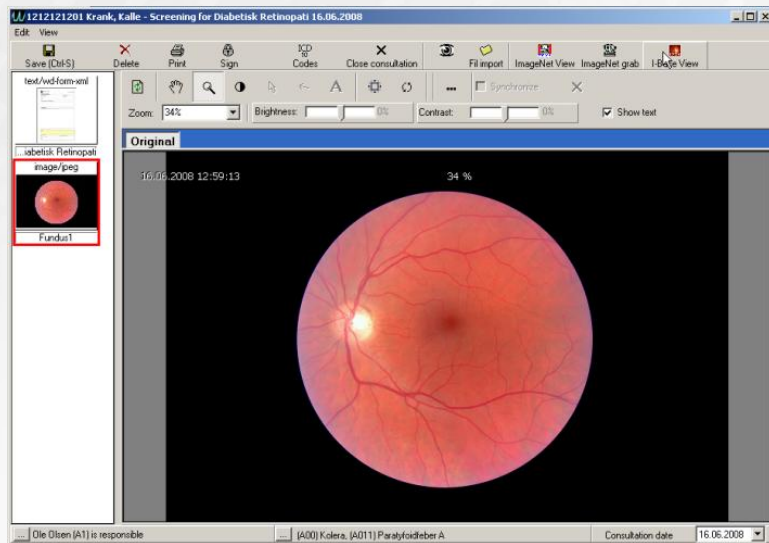 1212121201 Krank, Kalle - Screening for Diabetisk Retinopati 16.06.2008
Edit View
Save (Ctrl-S) Delete Print Sign ICD to Codes Close consultation Fil import ImageNet View ImageNet grab I-Base View
text/wd-form-xml
A
... Synchronize
Zoom: 34% Brightness: 0% Contrast: 0% Show text
...iabetisk Retinopati
Original
image/jpeg
16.06.2008 12:59:13 34 %
Fundus1
... Ole Olsen (A1) is responsible ... (A00) Kolera, (A011) Paratyfoidfeber A Consultation date 16.06.2008